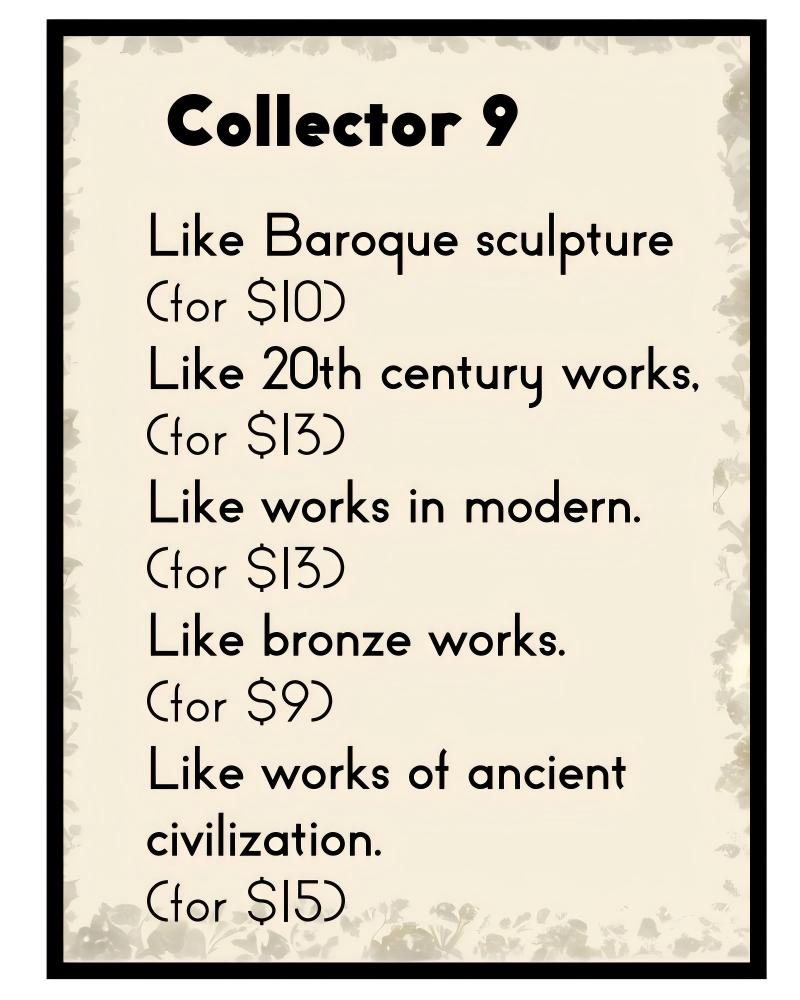 Collector 9
Like Baroque sculpture
(for $10)
Like 20th century works,
(for $13)
Like works in modern.
(for $13)
Like bronze works.
(for $9)
Like works of ancient
civilization.
(for $15)